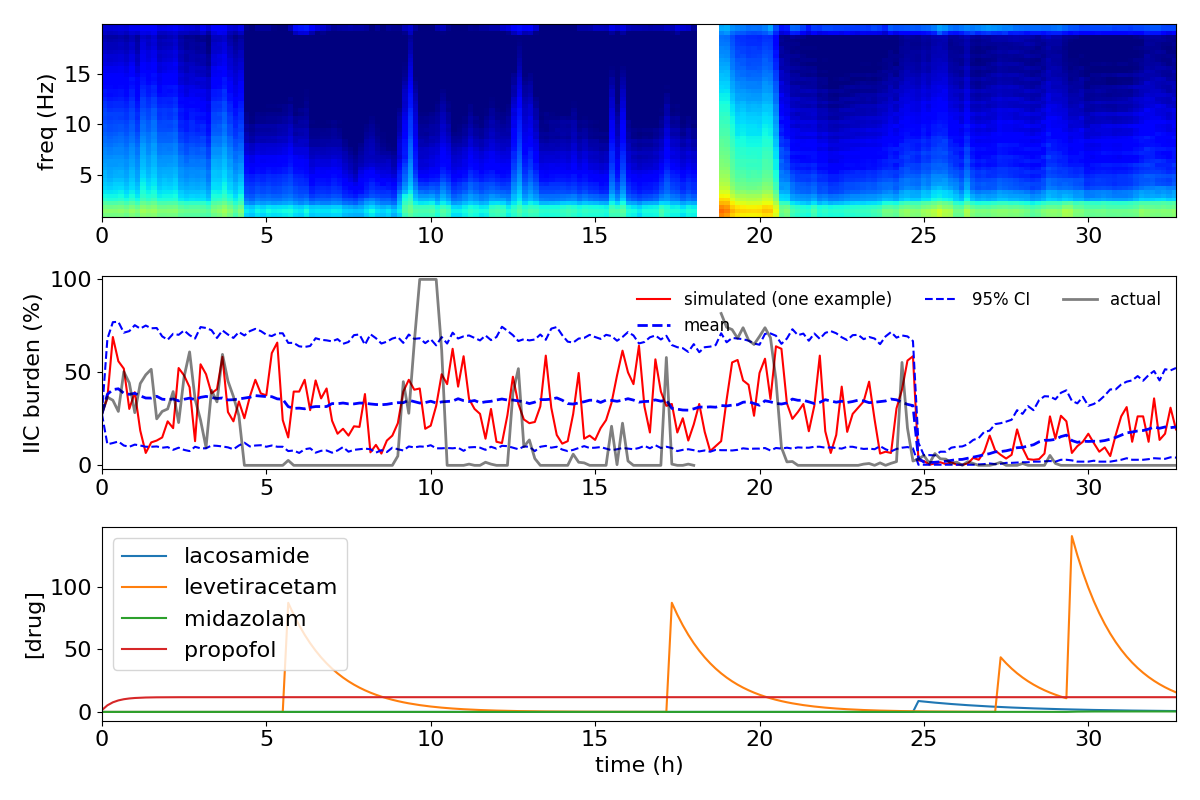 freq (Hz)
15
10
5
0 5 10 15 20 25 30
IIC burden (%)
100
50
0
simulated (one example)
mean
95% CI
actual
0 5 10 15 20 25 30
[drug]
100
50
0
lacosamide
levetiracetam
midazolam
propofol
0 5 10 15 20 25 30
time (h)